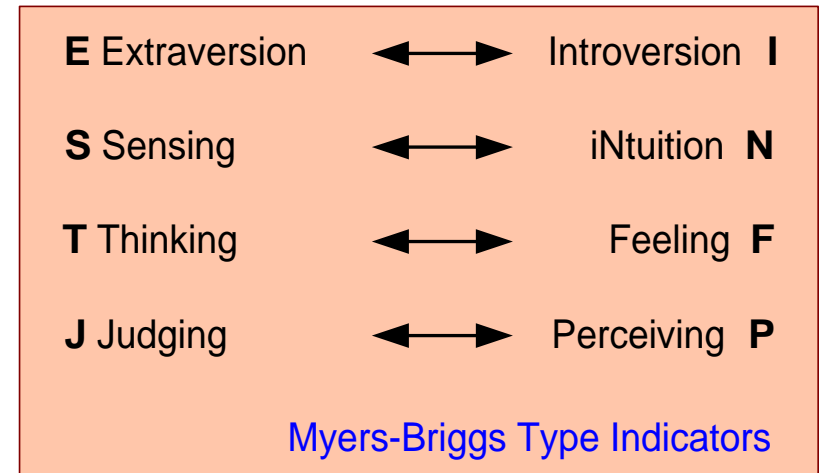 E Extraversion Introversion I
S Sensing iNtuition N
T Thinking Feeling F
J Judging Perceiving P
Myers-Briggs Type Indicators